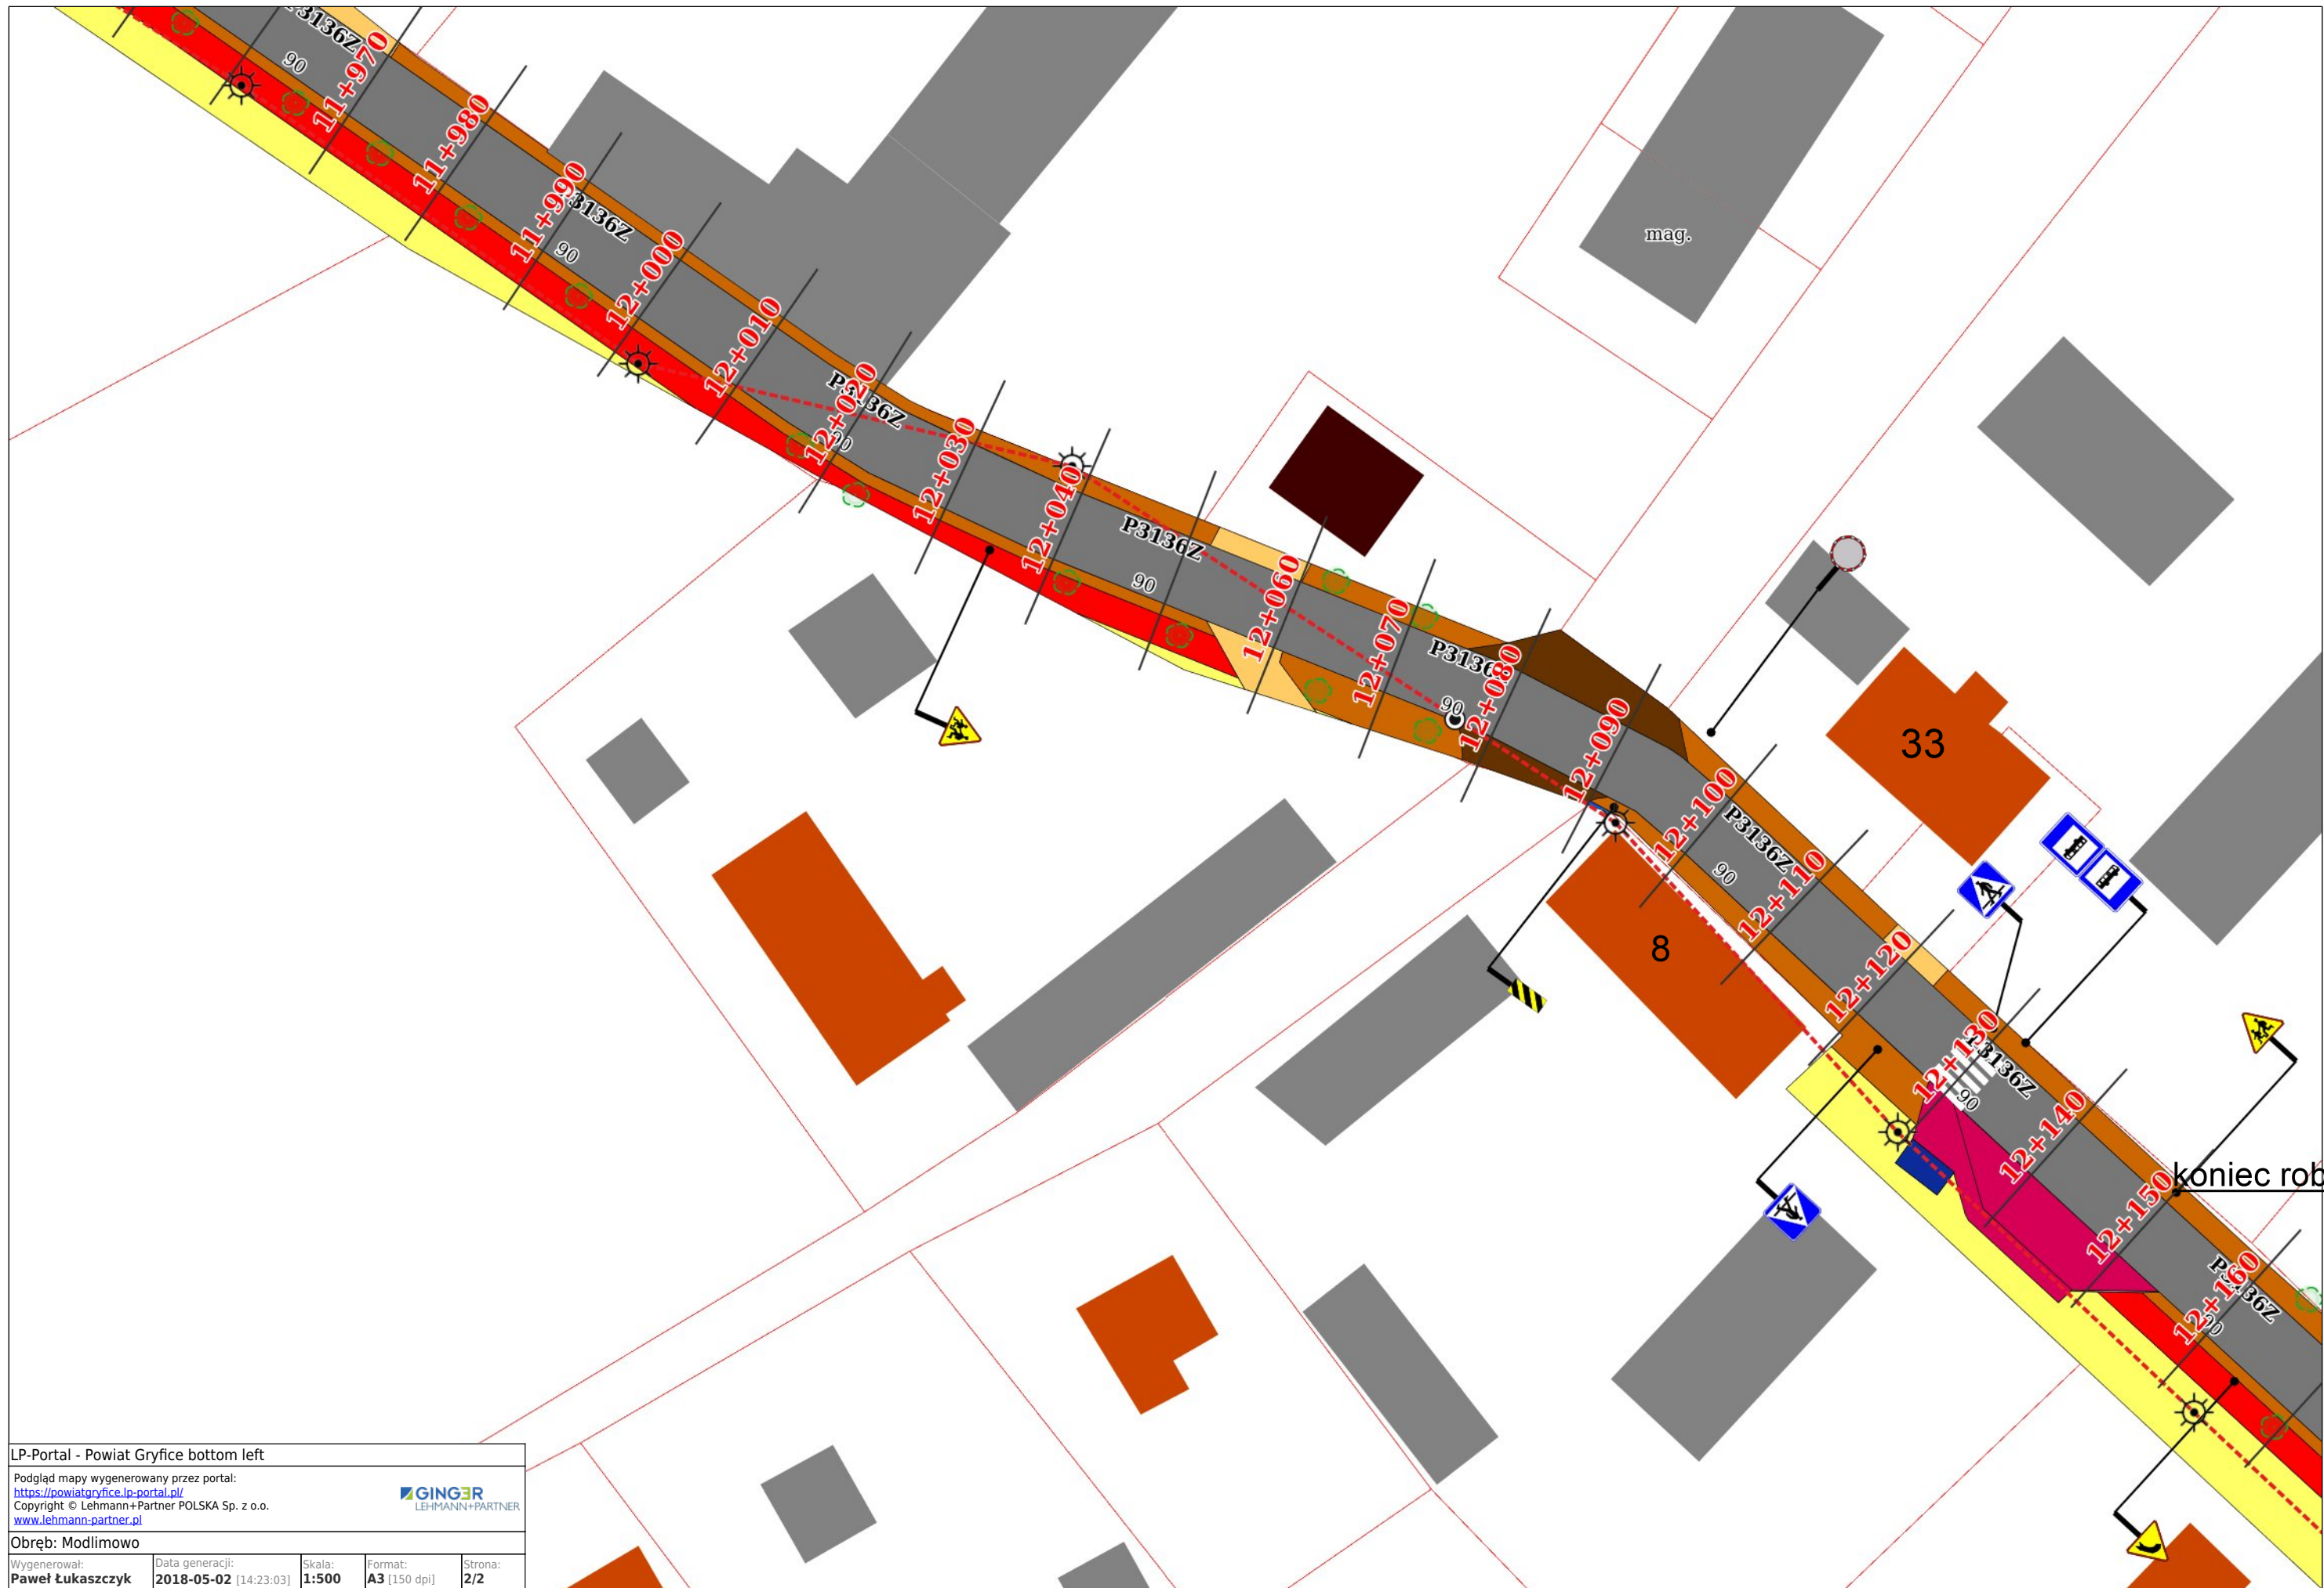 P3136Z
90
11+970
11+980
11+990
3136Z
90
12+000
12+010
12+020
12+030
12+040
P3136Z
90
12+060
12+070
12+080
90
12+090
12+100
P3136Z
90
12+110
12+120
12+130
90
12+140
12+150
12+160
mag.
33
8
koniec rob
LP-Portal - Powiat Gryfice bottom left
Podgląd mapy wygenerowany przez portal:
https://powiatgryfice.lp-portal.pl/
Copyright © Lehmann+Partner POLSKA Sp. z o.o.
www.lehmann-partner.pl
GINGER
LEHMANN+PARTNER
Obręb: Modlimowo
Wygenerował: Data generacji: Skala: Format: Strona:
Paweł Łukaszczyk 2018-05-02 [14:23:03] 1:500 A3 [150 dpi] 2/2